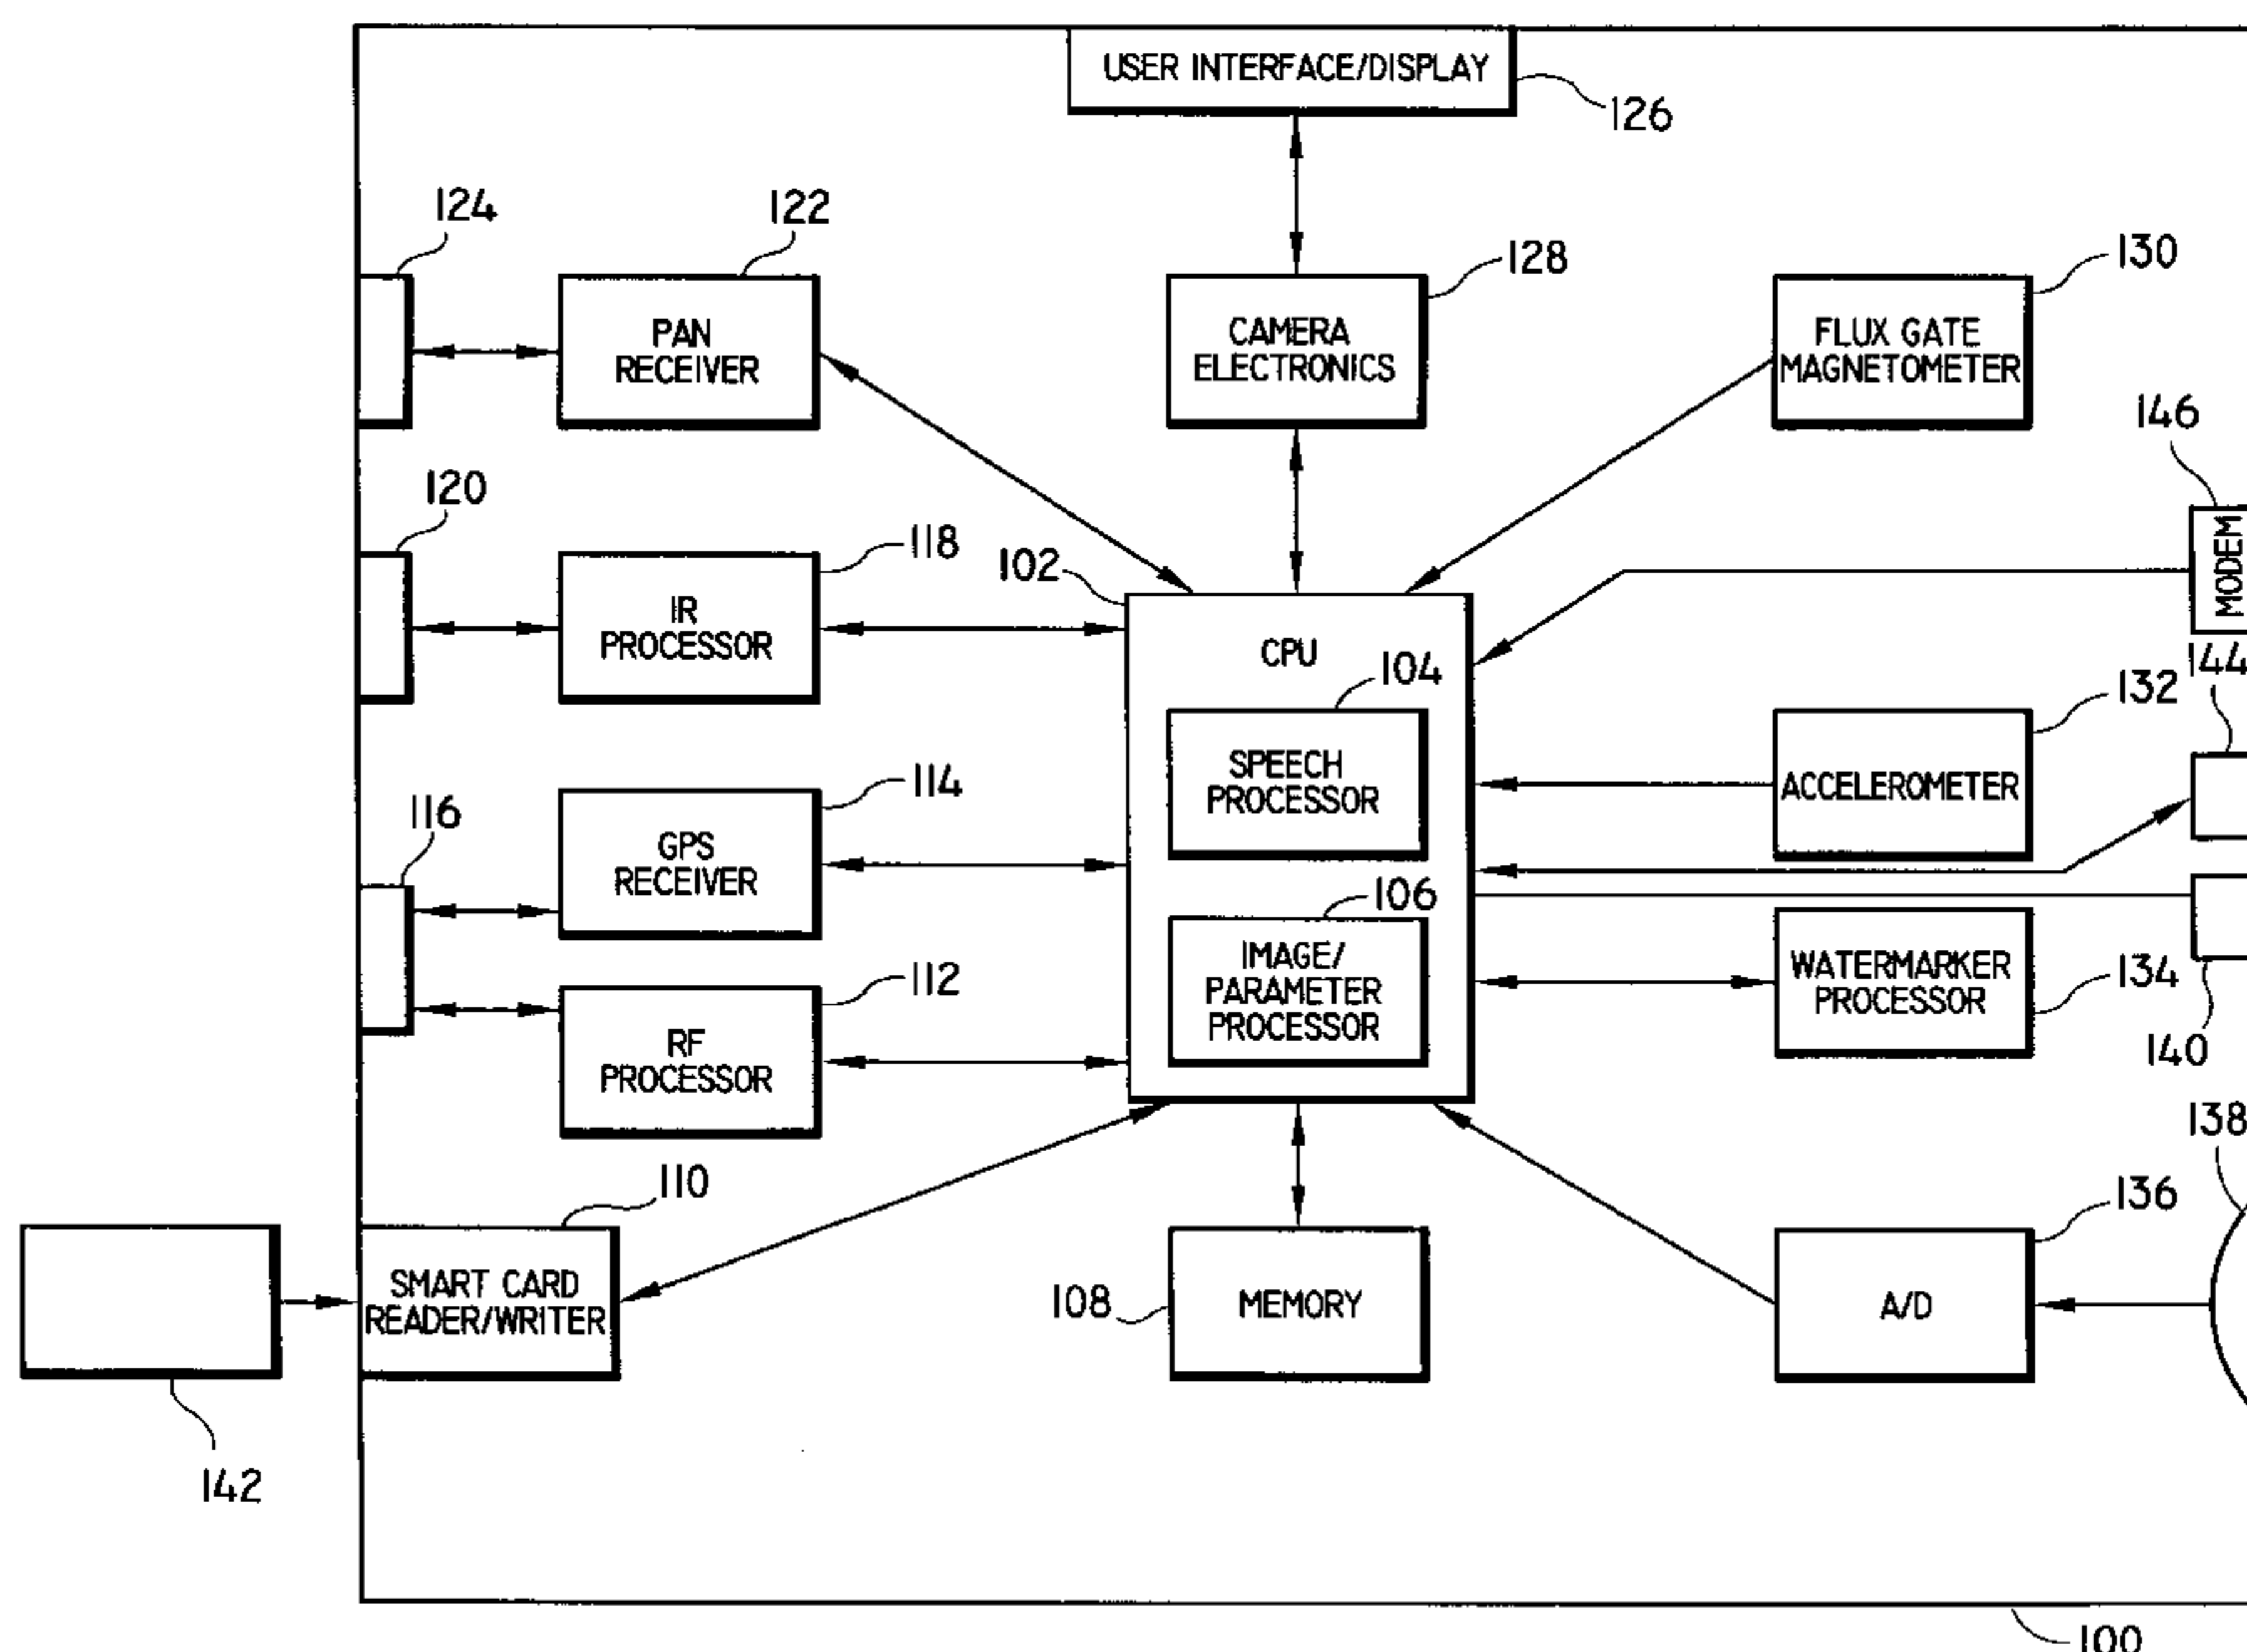 USER INTERFACE/DISPLAY
126
124
122
128
130
PAN
RECEIVER
CAMERA
ELECTRONICS
FLUX GATE
MAGNETOMETER
146
MODEM
120
118
102
IR
PROCESSOR
CPU
104
144
132
SPEECH
PROCESSOR
ACCELEROMETER
116
114
GPS
RECEIVER
106
IMAGE/
PARAMETER
PROCESSOR
WATERMARKER
PROCESSOR
134
140
112
RF
PROCESSOR
138
110
136
SMART CARD
READER/WRITER
108
MEMORY
A/D
142
100